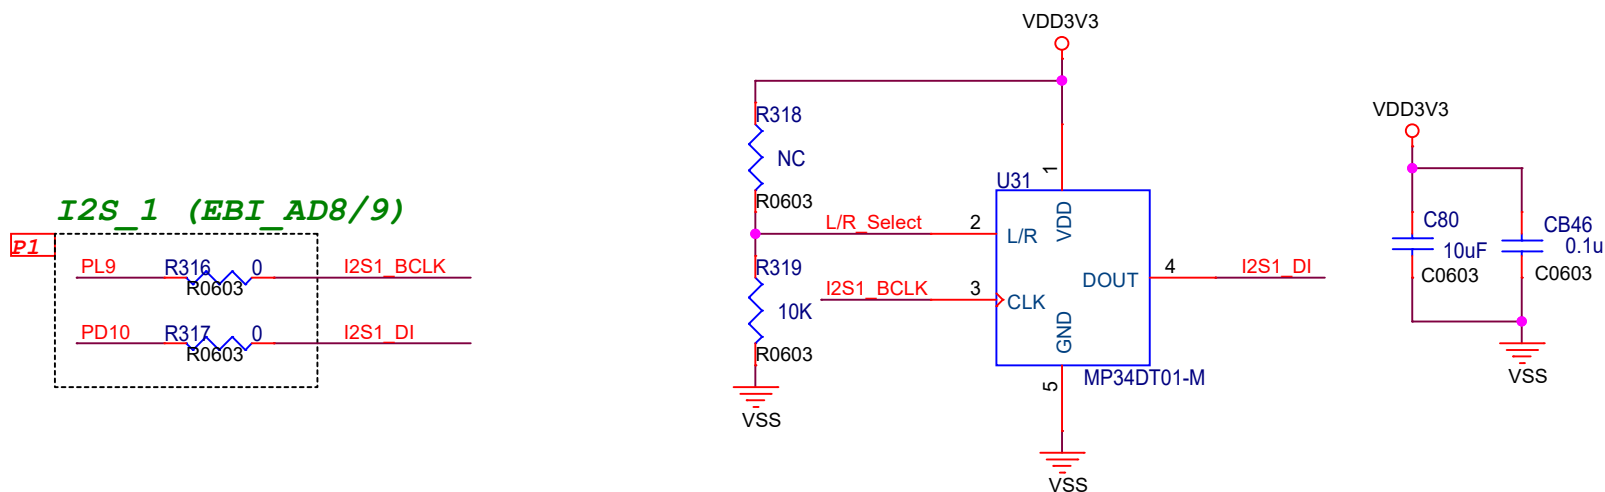 I2S_1 (EBI_AD8/9)
P1
PL9
R316
0
R0603
I2S1_BCLK
PD10
R317
0
R0603
I2S1_DI
VDD3V3
R318
NC
R0603
L/R_Select
R319
10K
R0603
VSS
I2S1_BCLK
U31
1
2
3
4
5
VDD
L/R
CLK
DOUT
GND
MP34DT01-M
I2S1_DI
VSS
VDD3V3
C80
10uF
C0603
CB46
0.1u
C0603
VSS